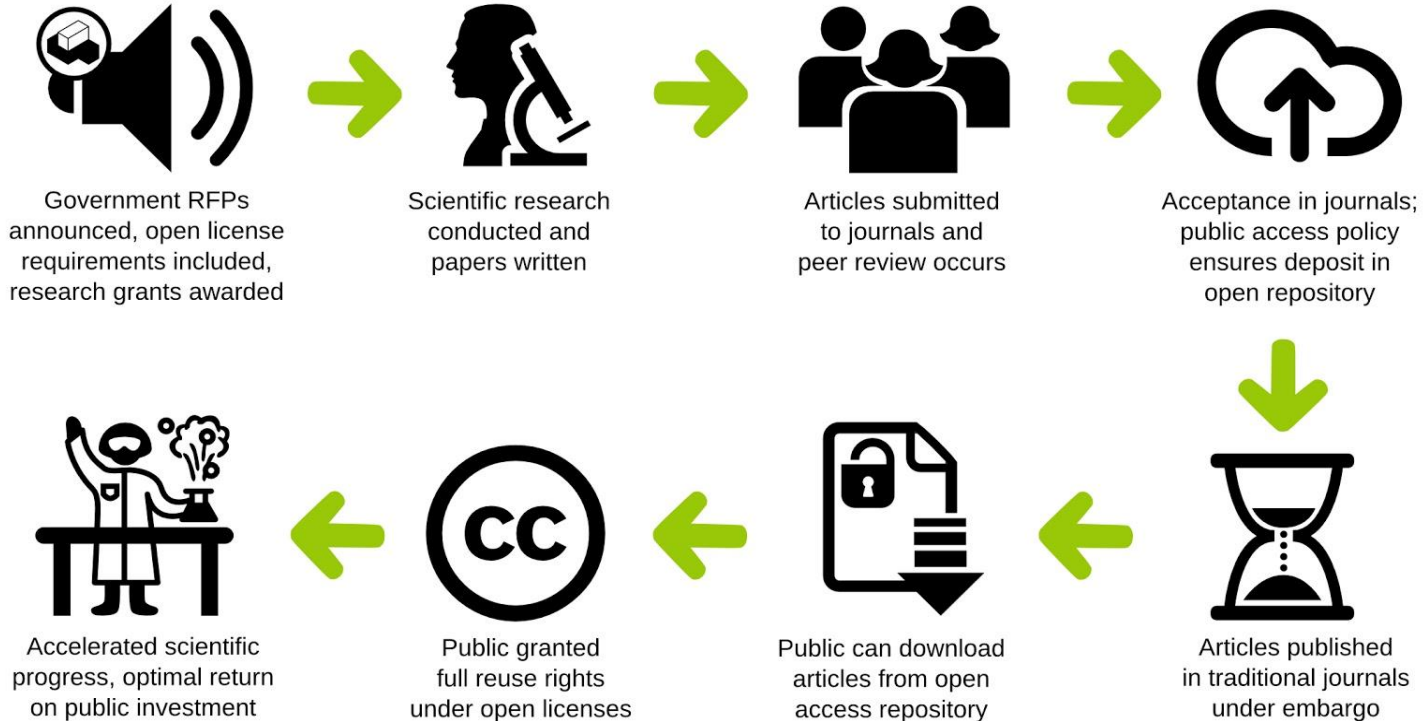 Government RFPs
announced, open license
requirements included,
research grants awarded
Scientific research
conducted and
papers written
Articles submitted
to journals and
peer review occurs
Acceptance in journals;
public access policy
ensures deposit in
open repository
Articles published
in traditional journals
under embargo
Public can download
articles from open
access repository
cc
Public granted
full reuse rights
under open licenses
Accelerated scientific
progress, optimal return
on public investment